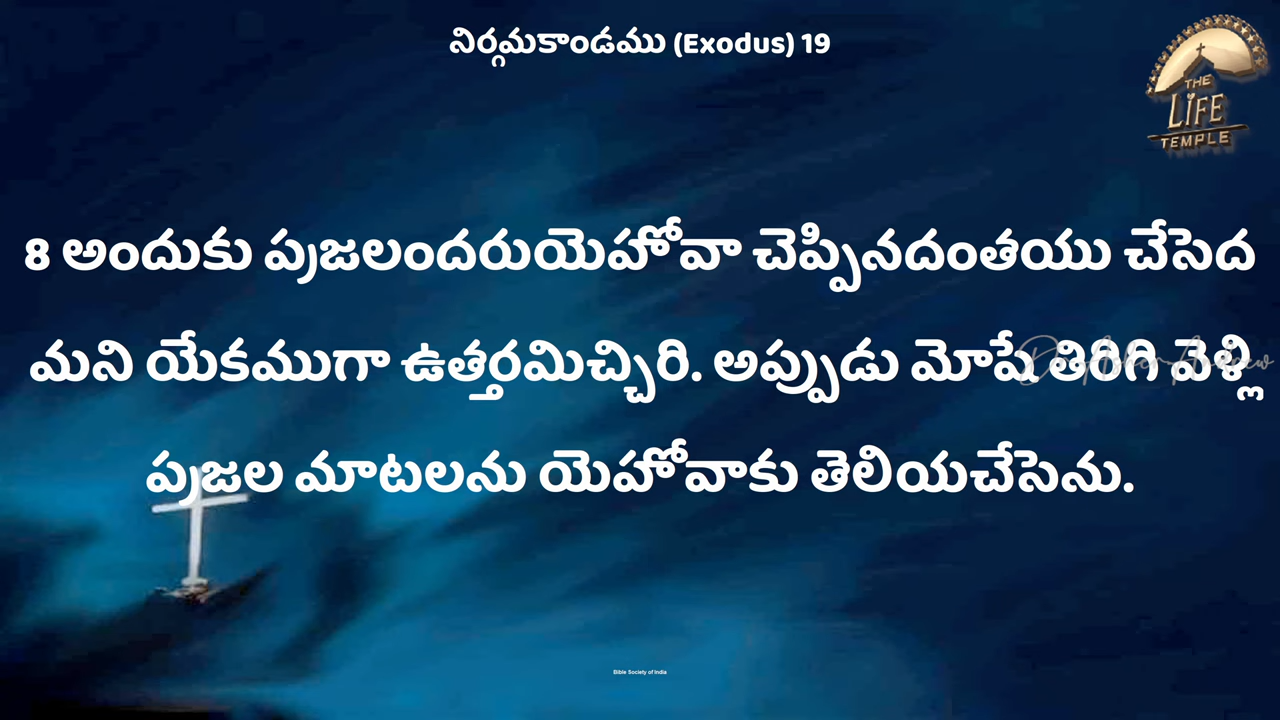 నిర్గమకాండము (Exodus) 19
THE
LIFE
TEMPLE
8 అందుకు ప్రజలందరుయెహోవా చెప్పినదంతయు చేసెద
మని యేకముగా ఉత్తరమిచ్చిరి. అప్పుడు మోషే తిరిగి వెళ్లి
ప్రజల మాటలను యెహోవాకు తెలియచేసెను.
Bible Society of India